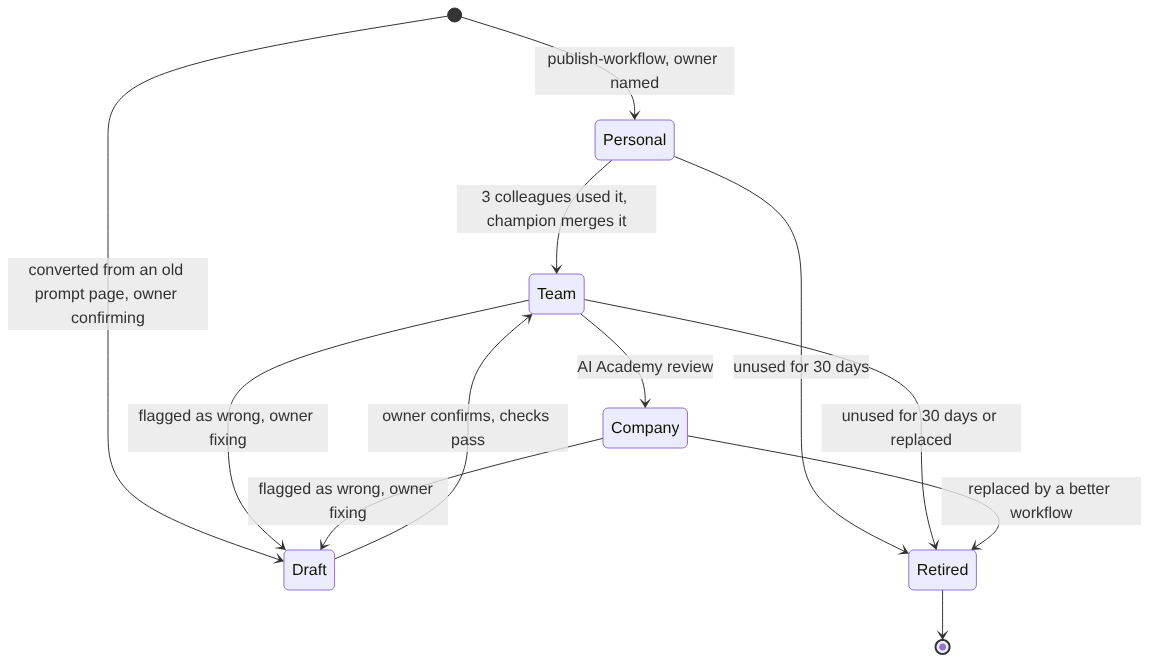 publish-workflow, owner
named
Personal
3 colleagues used it,
champion merges it
converted from an old
prompt page, owner
confirming
Team
AI Academy review
unused for 30 days
flagged as wrong, owner
fixing
owner confirms, checks
pass
Company
unused for 30 days or
replaced
flagged as wrong, owner
fixing
replaced by a better
workflow
Draft
Retired